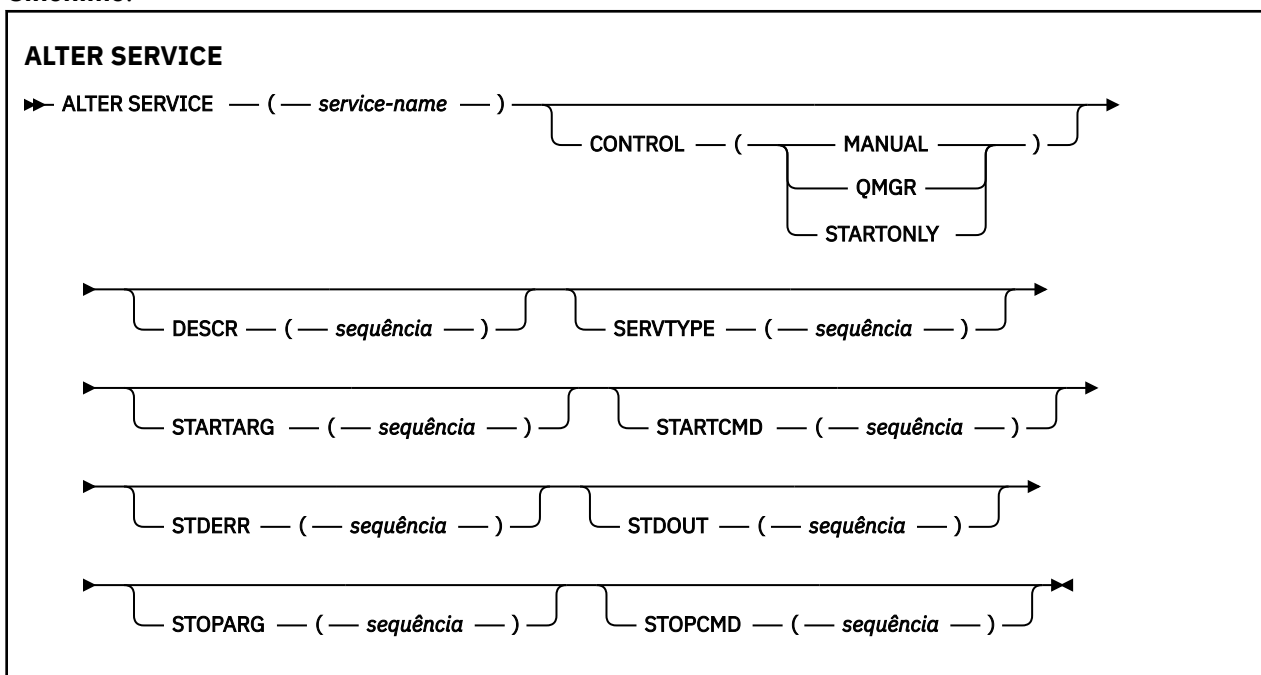 ALTER SERVICE
ALTER SERVICE ( service-name )
CONTROL ( MANUAL )
QMGR
STARTONLY
DESCR ( sequência ) SERVTYPE ( sequência )
STARTARG ( sequência ) STARTCMD ( sequência )
STDERR ( sequência ) STDOUT ( sequência )
STOPARG ( sequência ) STOPCMD ( sequência )